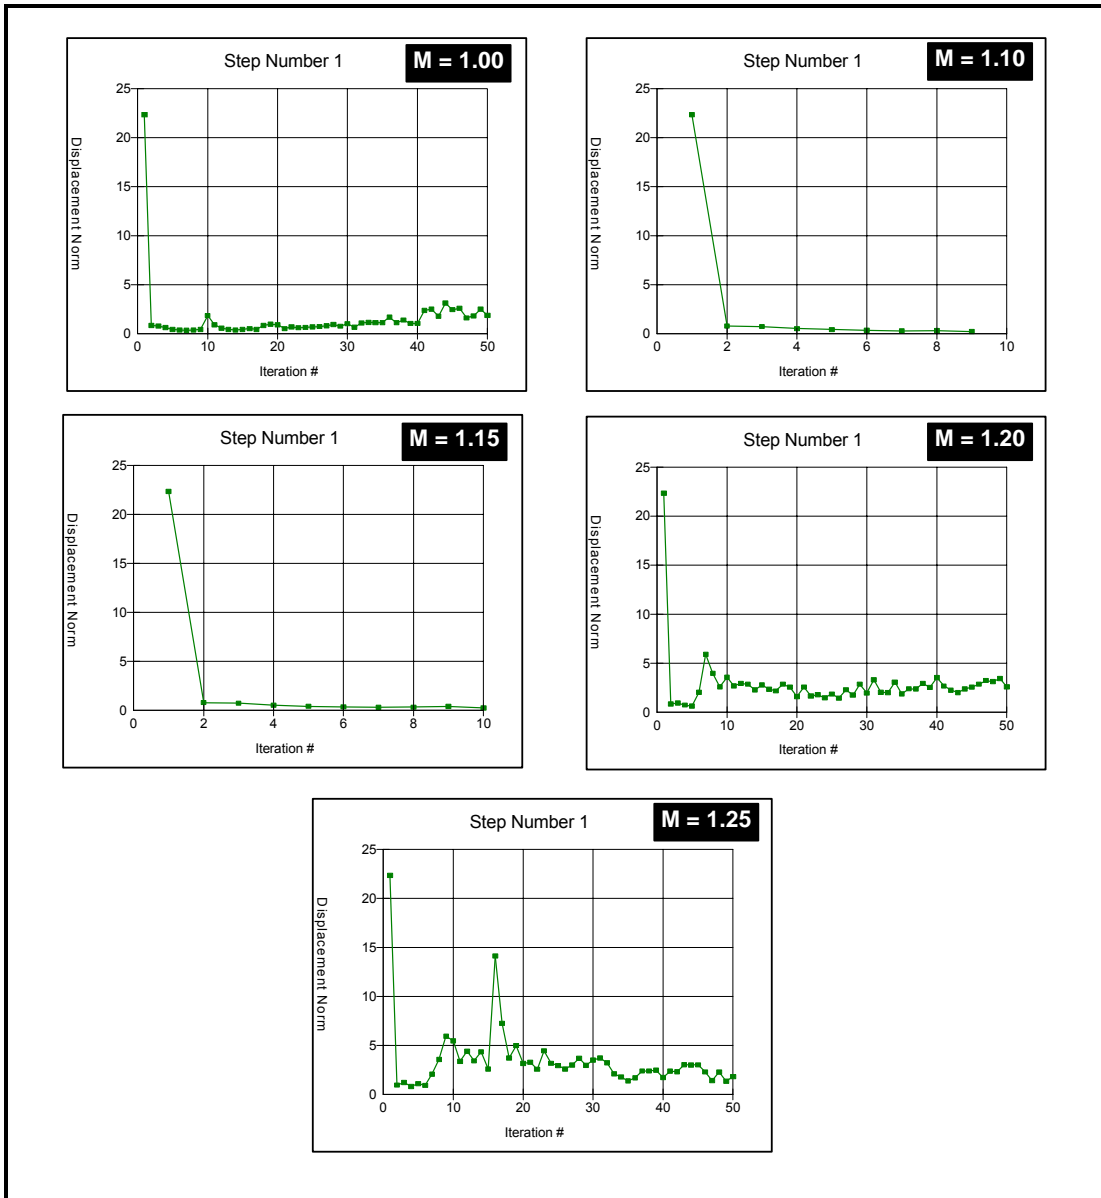 Step Number 1
M = 1.00
25
20
15
10
5
0
0 10 20 30 40 50
Displacement Norm
Iteration #
Step Number 1
M = 1.10
25
20
15
10
5
0
0 2 4 6 8 10
Displacement Norm
Iteration #
Step Number 1
M = 1.15
25
20
15
10
5
0
0 2 4 6 8 10
Displacement Norm
Iteration #
Step Number 1
M = 1.20
25
20
15
10
5
0
0 10 20 30 40 50
Displacement Norm
Iteration #
Step Number 1
M = 1.25
25
20
15
10
5
0
0 10 20 30 40 50
Displacement Norm
Iteration #